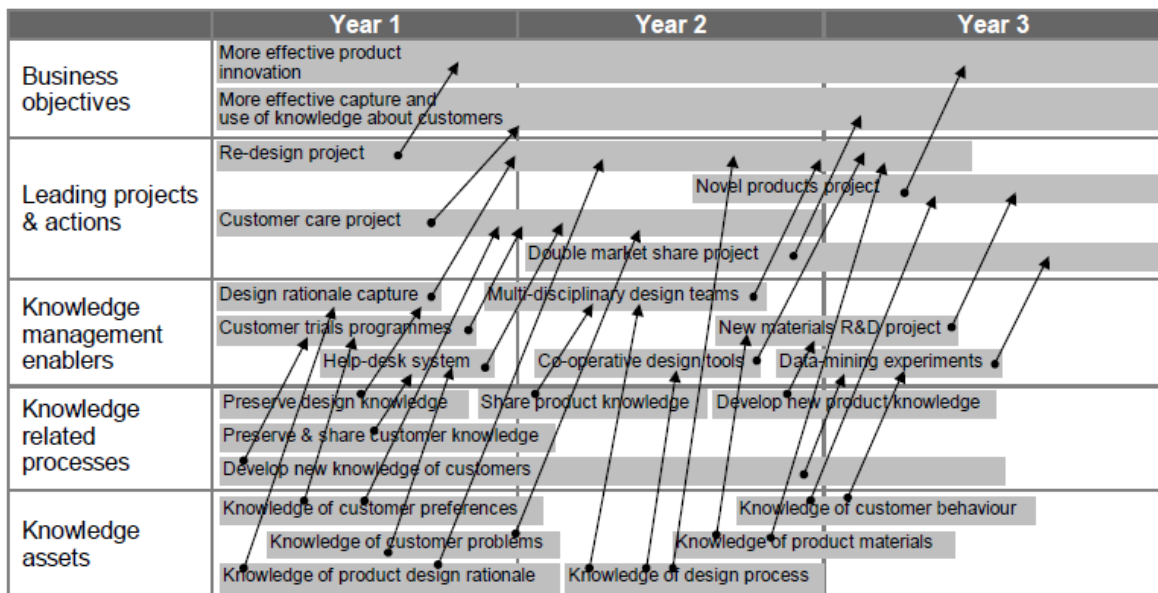 Year 1
Year 2
Year 3
Business
objectives
More effective product
innovation
More effective capture and
use of knowledge about customers
Leading projects
& actions
Re-design project
Novel products project
Customer care project
Double market share project
Knowledge
management
enablers
Design rationale capture
Multi-disciplinary design teams
Customer trials programmes
New materials R&D project
Help-desk system
Co-operative design tools
Data-mining experiments
Knowledge
related
processes
Preserve design knowledge
Share product knowledge
Develop new product knowledge
Preserve & share customer knowledge
Develop new knowledge of customers
Knowledge
assets
Knowledge of customer preferences
Knowledge of customer behaviour
Knowledge of customer problems
Knowledge of product materials
Knowledge of product design rationale
Knowledge of design process